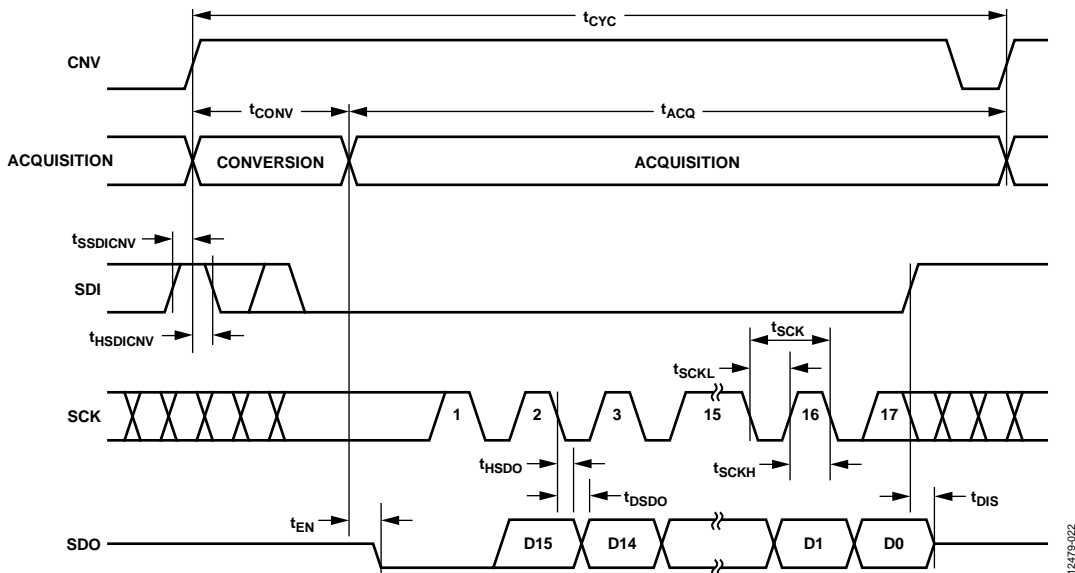 tCYC
CNV
tCONV
tACQ
ACQUISITION
CONVERSION
ACQUISITION
tSSDICNV
SDI
tHSDICNV
tSCK
tSCKL
SCK
1
2
3
15
16
17
tHSDO
tDSDO
tSCKH
tDIS
tEN
SDO
D15
D14
D1
D0
12479-022